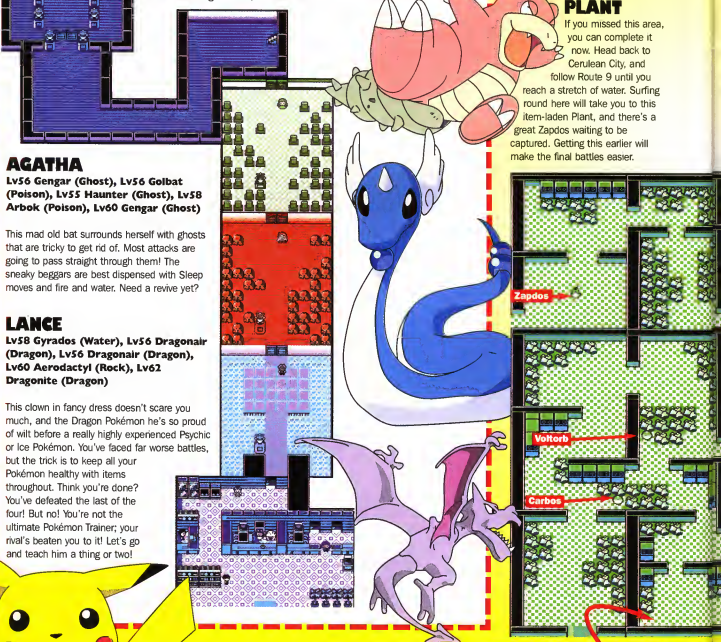 AGATHA
Lv56 Gengar (Ghost), Lv56 Golbat
(Poison), Lv55 Haunter (Ghost), Lv58
Arbok (Poison), Lv60 Gengar (Ghost)
This mad old bat surrounds herself with ghosts
that are tricky to get rid of. Most attacks are
going to pass straight through them! The
sneaky beggars are best dispensed with Sleep
moves and fire and water. Need a revive yet?
LANCE
Lv58 Gyrados (Water), Lv56 Dragonair
(Dragon), Lv56 Dragonair (Dragon),
Lv60 Aerodactyl (Rock), Lv62
Dragonite (Dragon)
This clown in fancy dress doesn't scare you
much, and the Dragon Pokémon he's so proud
of wilt before a really highly experienced Psychic
or Ice Pokémon. You've faced far worse battles,
but the trick is to keep all your
Pokémon healthy with items
throughout. Think you're done?
You've defeated the last of the
four! But no! You're not the
ultimate Pokémon Trainer; your
rival's beaten you to it! Let's go
and teach him a thing or two!
PLANT
If you missed this area,
you can complete it
now. Head back to
Cerulean City, and
follow Route 9 until you
reach a stretch of water. Surfing
round here will take you to this
item-laden Plant, and there's a
great Zapdos waiting to be
captured. Getting this earlier will
make the final battles easier.
Zapdos
Voltorb
Carbos